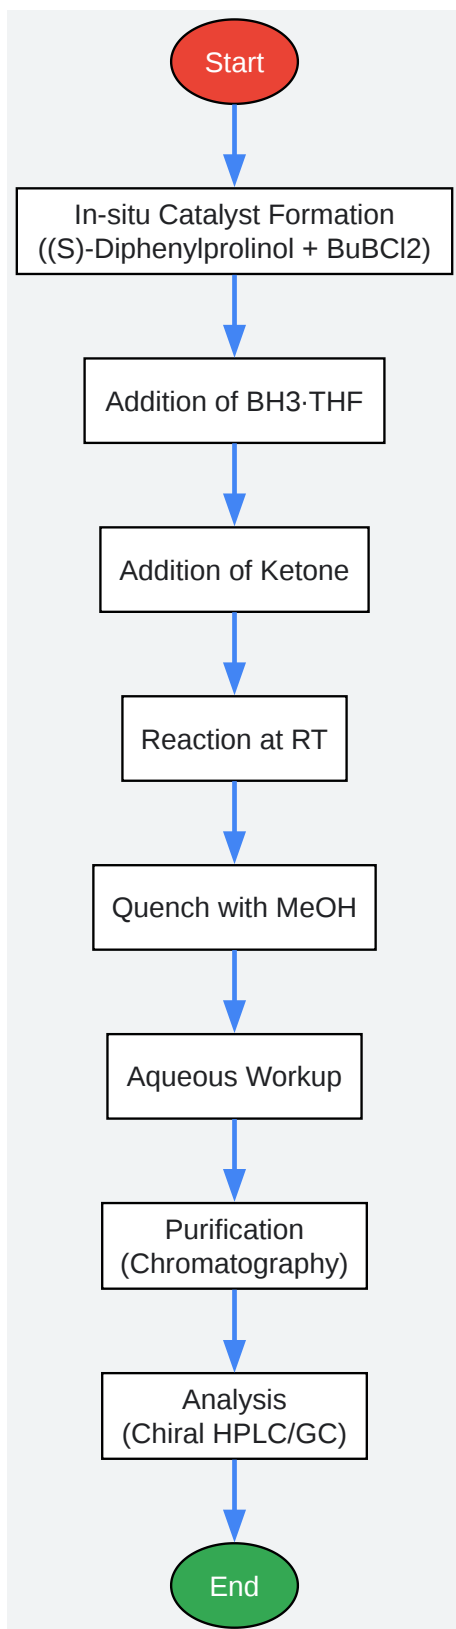 Start
In-situ Catalyst Formation
((S)-Diphenylprolinol + BuBCl2)
Addition of BH3·THF
Addition of Ketone
Reaction at RT
Quench with MeOH
Aqueous Workup
Purification
(Chromatography)
Analysis
(Chiral HPLC/GC)
End